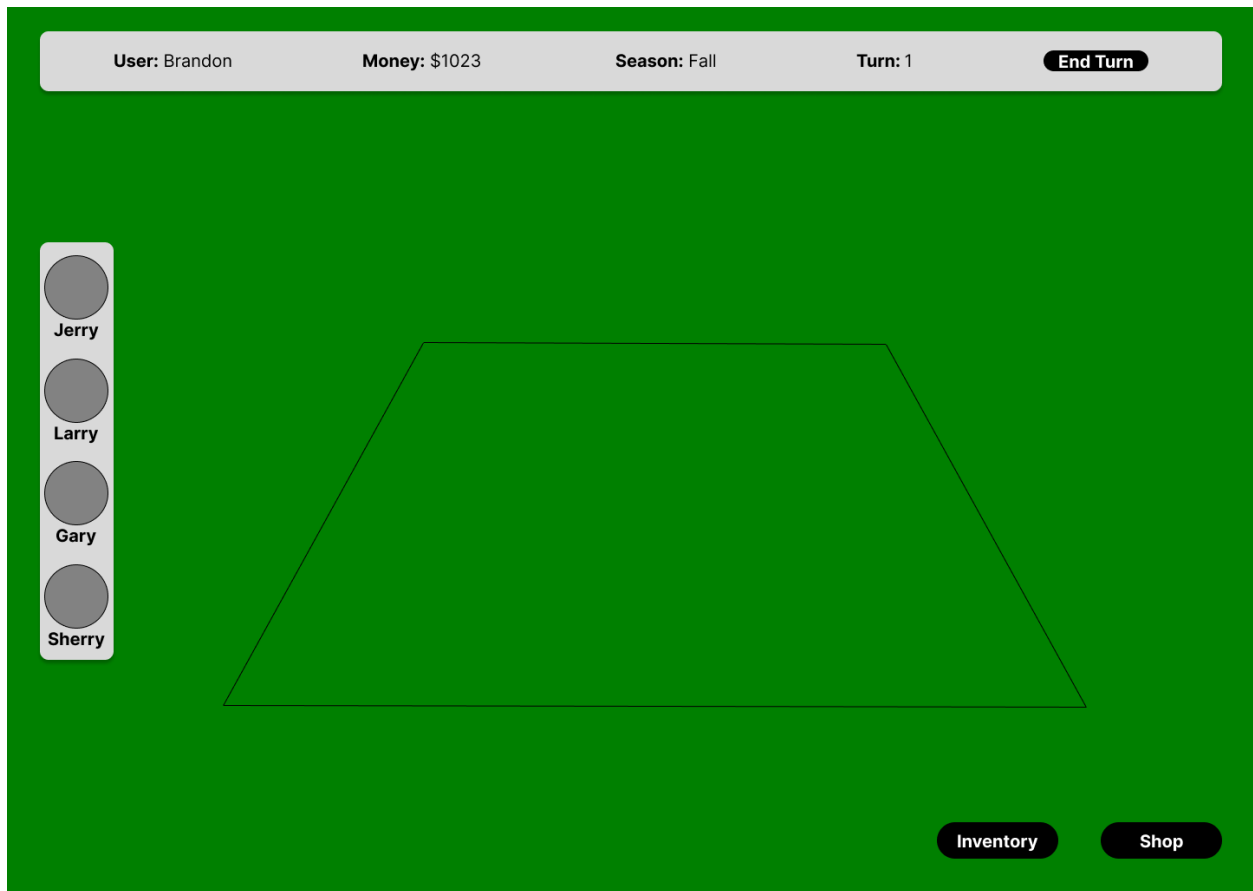 User: Brandon Money: $1023 Season: Fall Turn: 1 End Turn
Jerry
Larry
Gary
Sherry
Inventory Shop